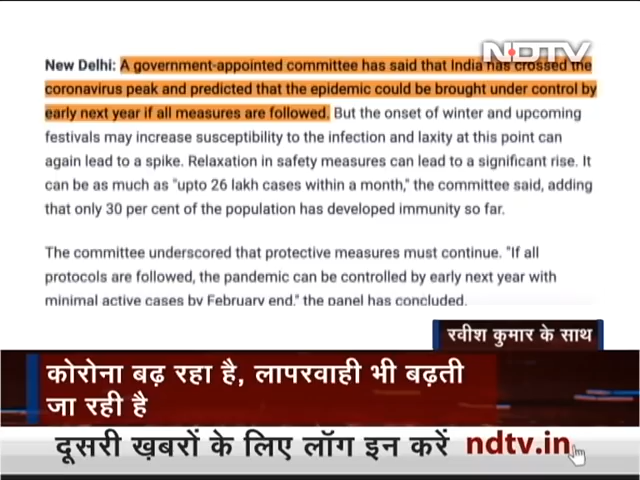 NDTV
New Delhi: A government-appointed committee has said that India has crossed the
coronavirus peak and predicted that the epidemic could be brought under control by
early next year if all measures are followed. But the onset of winter and upcoming
festivals may increase susceptibility to the infection and laxity at this point can
again lead to a spike. Relaxation in safety measures can lead to a significant rise. It
can be as much as "upto 26 lakh cases within a month," the committee said, adding
that only 30 per cent of the population has developed immunity so far.
The committee underscored that protective measures must continue. "If all
protocols are followed, the pandemic can be controlled by early next year with
minimal active cases by February end," the panel has concluded.
रवीश कुमार के साथ
कोरोना बढ़ रहा है, लापरवाही भी बढ़ती
जा रही है
दूसरी ख़बरों के लिए लॉग इन करें ndtv.in